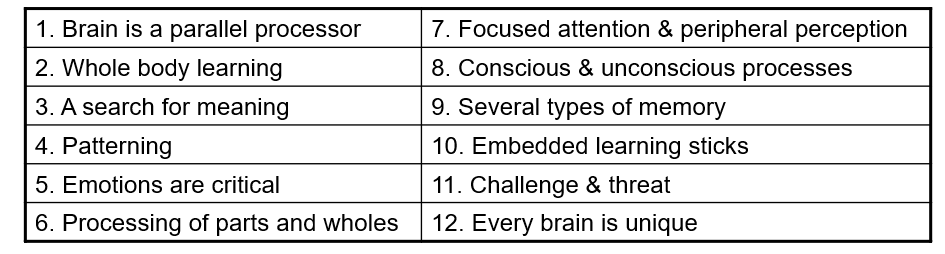 1. Brain is a parallel processor
2. Whole body learning
3. A search for meaning
4. Patterning
5. Emotions are critical
6. Processing of parts and wholes
7. Focused attention & peripheral perception
8. Conscious & unconscious processes
9. Several types of memory
10. Embedded learning sticks
11. Challenge & threat
12. Every brain is unique